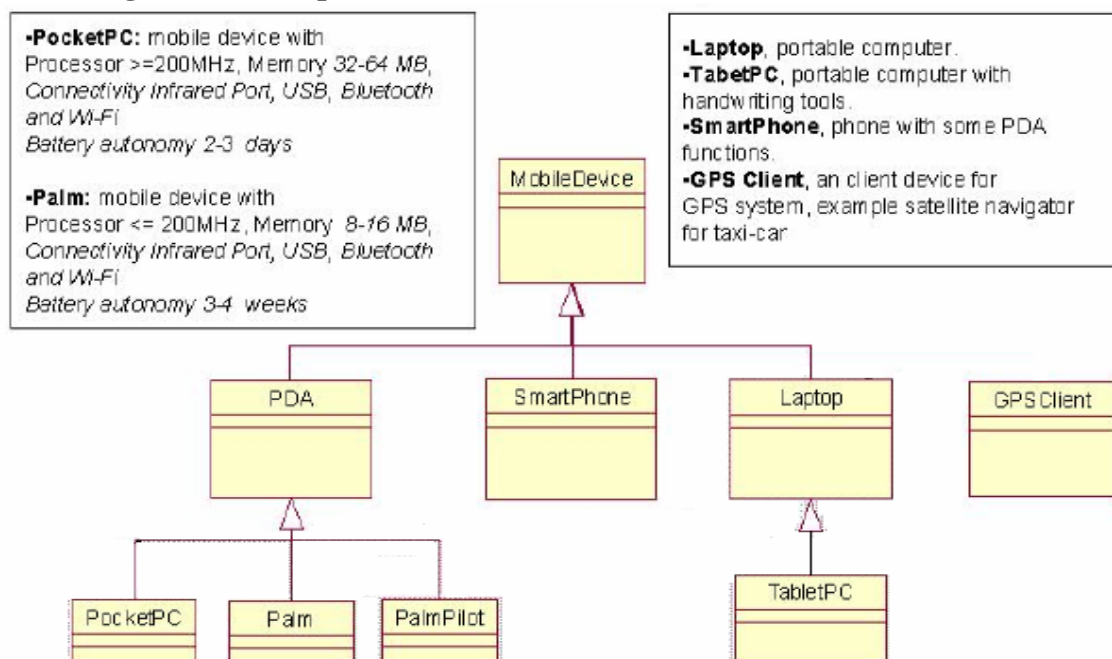 -PocketPC: mobile device with
Processor >=200MHz, Memory 32-64 MB,
Connectivity Infrared Port, USB, Bluetooth
and Wi-Fi
Battery autonomy 2-3 days
-Palm: mobile device with
Processor <= 200MHz, Memory 8-16 MB,
Connectivity Infrared Port, USB, Bluetooth
and Wi-Fi
Battery autonomy 3-4 weeks
-Laptop, portable computer.
-TabetPC, portable computer with
handwriting tools.
-SmartPhone, phone with some PDA
functions.
-GPS Client, an client device for
GPS system, example satellite navigator
for taxi-car
MobileDevice
PDA
SmartPhone
Laptop
GPSClient
PocketPC
Palm
PalmPilot
TabletPC